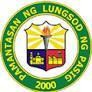 PAMANTASAN NG LUNGSOD NG PASIG
2000